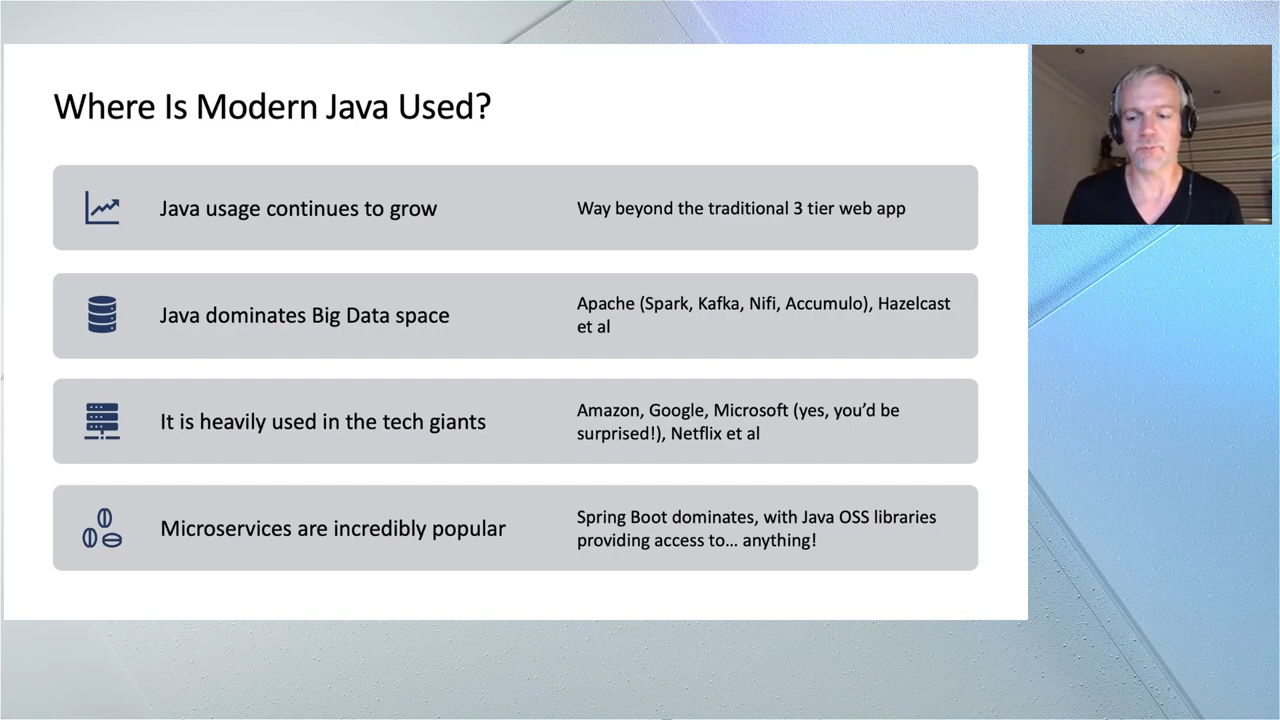 Where Is Modern Java Used?
Java usage continues to grow
Way beyond the traditional 3 tier web app
Java dominates Big Data space
Apache (Spark, Kafka, Nifi, Accumulo), Hazelcast
et al
It is heavily used in the tech giants
Amazon, Google, Microsoft (yes, you’d be
surprised!), Netflix et al
Microservices are incredibly popular
Spring Boot dominates, with Java OSS libraries
providing access to… anything!